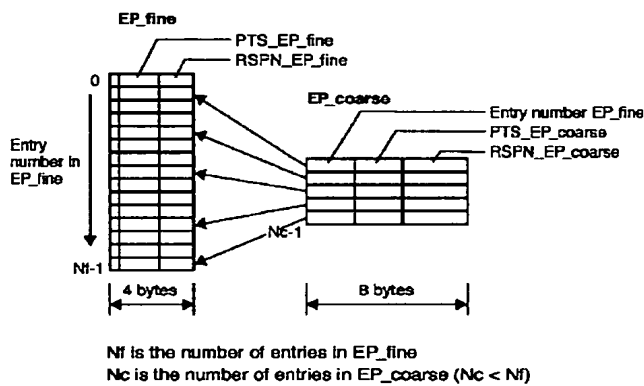 EP_fine
PTS_EP_fine
RSPN_EP_fine
0
EP_coarse
Entry number EP_fine
PTS_EP_coarse
RSPN_EP_coarse
Entry
number in
EP_fine
Nc-1
Nf-1
4 bytes
8 bytes
Nf is the number of entries in EP_fine
Nc is the number of entries in EP_coarse (Nc < Nf)